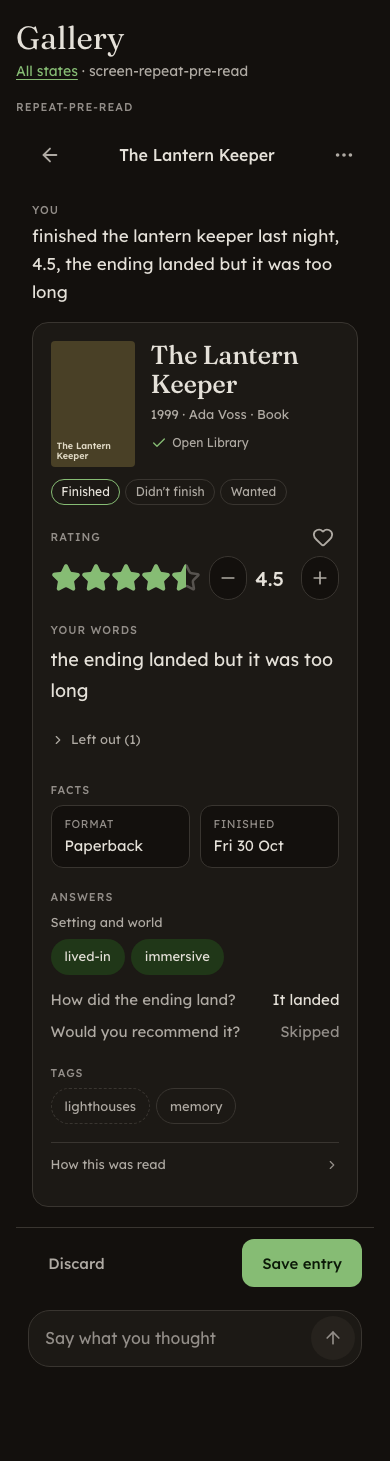 Gallery
All states · screen-repeat-pre-read
REPEAT-PRE-READ
The Lantern Keeper
YOU
finished the lantern keeper last night,
4.5, the ending landed but it was too
long
The Lantern
Keeper
The Lantern
Keeper
1999 · Ada Voss · Book
Open Library
Finished
Didn't finish
Wanted
RATING
4.5
YOUR WORDS
the ending landed but it was too
long
Left out (1)
FACTS
FORMAT
Paperback
FINISHED
Fri 30 Oct
ANSWERS
Setting and world
lived-in
immersive
How did the ending land? It landed
Would you recommend it? Skipped
TAGS
lighthouses
memory
How this was read
Discard
Save entry
Say what you thought